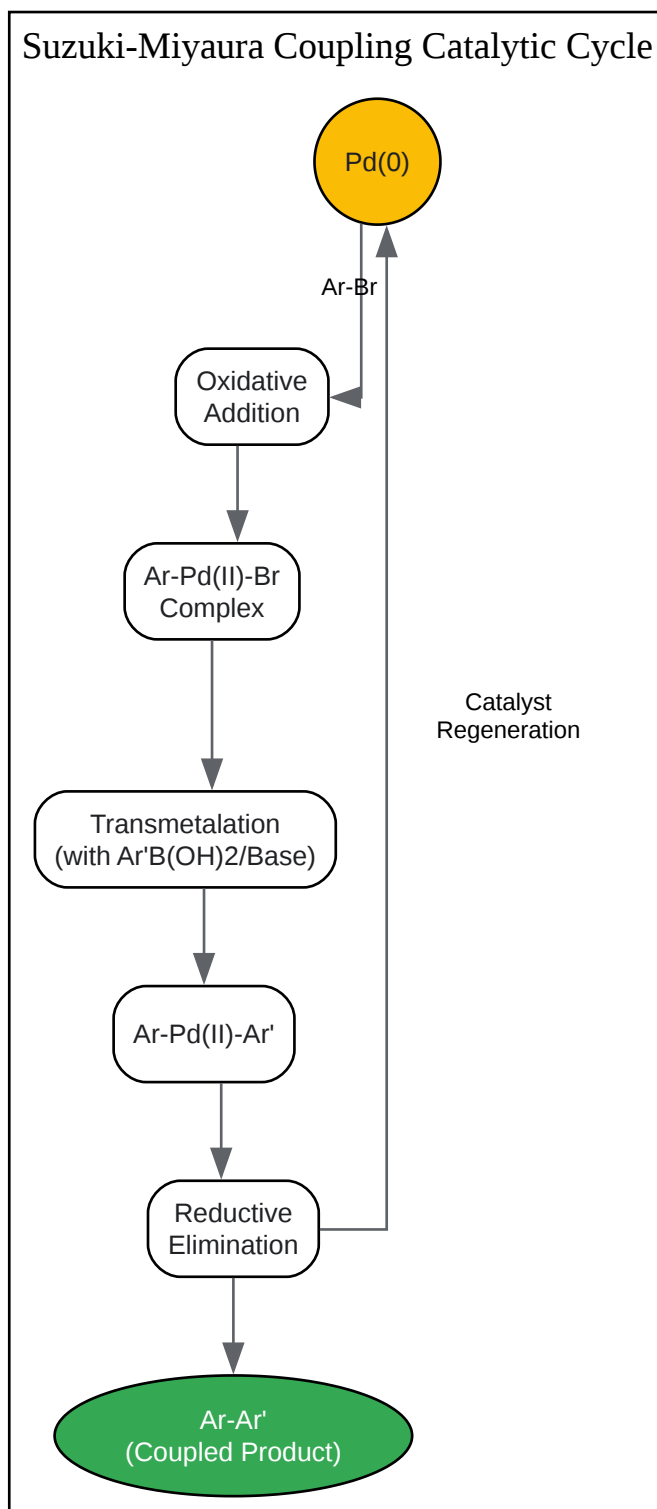 Suzuki-Miyaura Coupling Catalytic Cycle
Pd(0)
Ar-Br
Oxidative
Addition
Ar-Pd(II)-Br
Complex
Catalyst
Regeneration
Transmetalation
(with Ar'B(OH)2/Base)
Ar-Pd(II)-Ar'
Reductive
Elimination
Ar-Ar'
(Coupled Product)